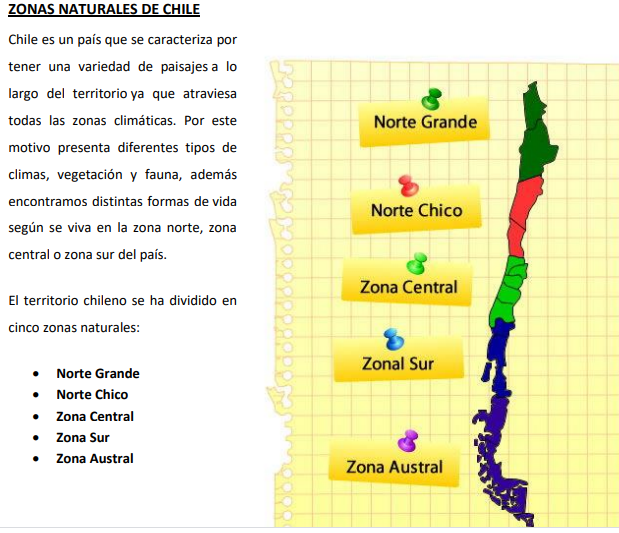 ZONAS NATURALES DE CHILE
Chile es un país que se caracteriza por
tener una variedad de paisajes a lo
largo del territorio ya que atraviesa
todas las zonas climáticas. Por este
motivo presenta diferentes tipos de
climas, vegetación y fauna, además
encontramos distintas formas de vida
según se viva en la zona norte, zona
central o zona sur del país.
El territorio chileno se ha dividido en
cinco zonas naturales:
• Norte Grande
• Norte Chico
• Zona Central
• Zona Sur
• Zona Austral
Norte Grande
Norte Chico
Zona Central
Zonal Sur
Zona Austral